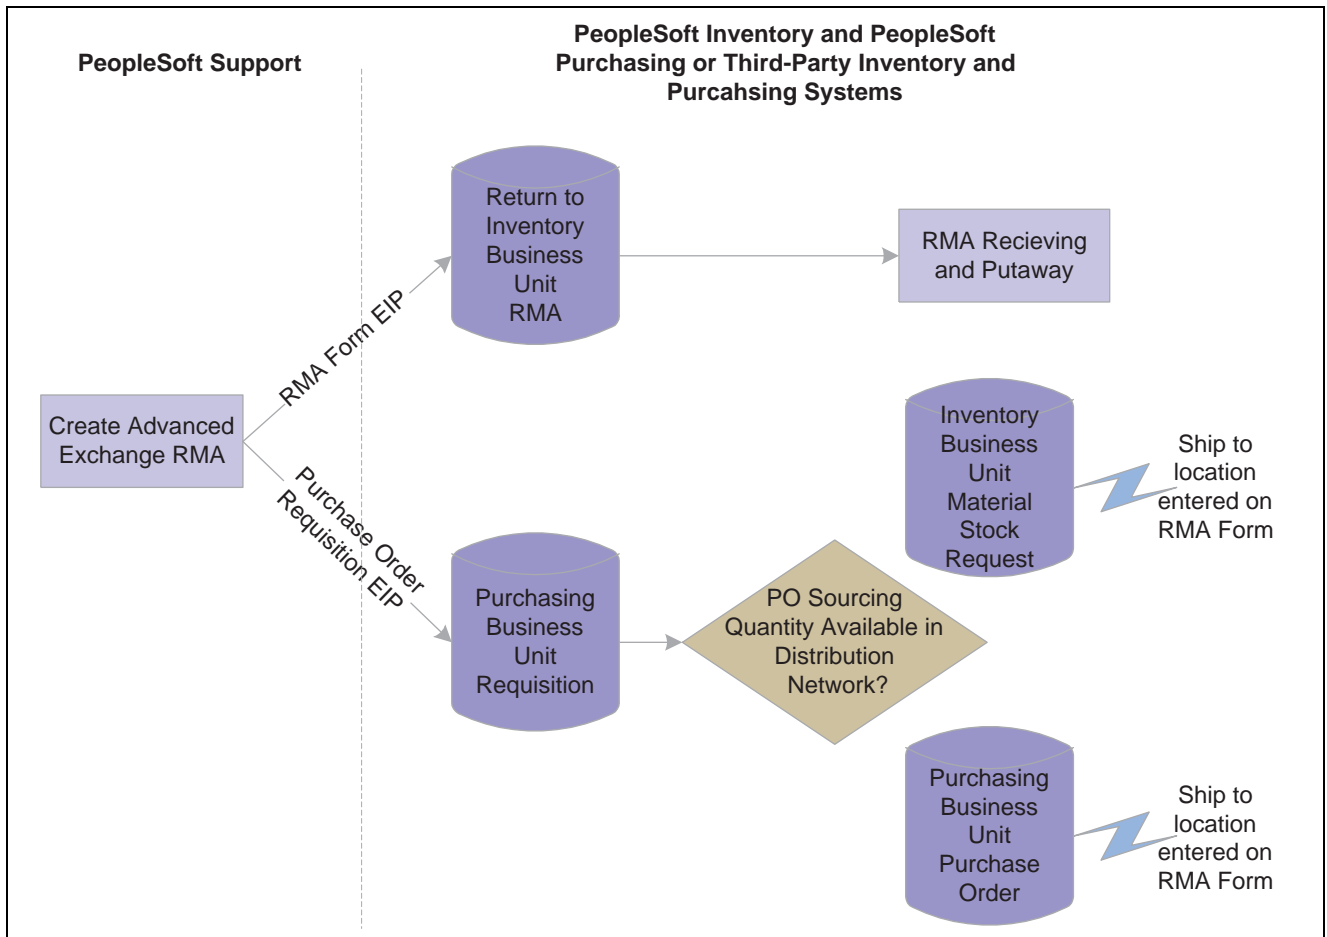 PeopleSoft Support
PeopleSoft Inventory and PeopleSoft
Purchasing or Third-Party Inventory and
Purcahsing Systems
Return to
Inventory
Business
Unit
RMA
RMA Recieving
and Putaway
RMA Form EIP
Create Advanced
Exchange RMA
Purchase Order
Requisition EIP
Purchasing
Business
Unit
Requisition
PO Sourcing
Quantity Available in
Distribution
Network?
Inventory
Business
Unit
Material
Stock
Request
Ship to
location
entered on
RMA Form
Purchasing
Business
Unit
Purchase
Order
Ship to
location
entered on
RMA Form